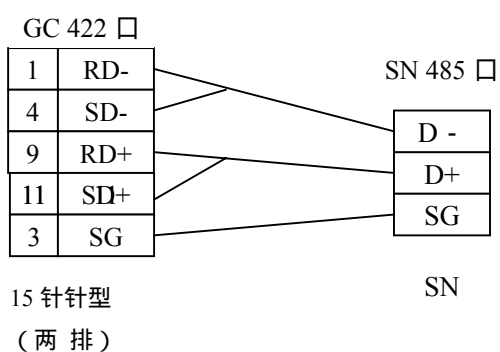 GC 422 口
SN 485 口
1 RD-
4 SD-
9 RD+
11 SD+
3 SG
D -
D+
SG
SN
15 针针型
（两 排）